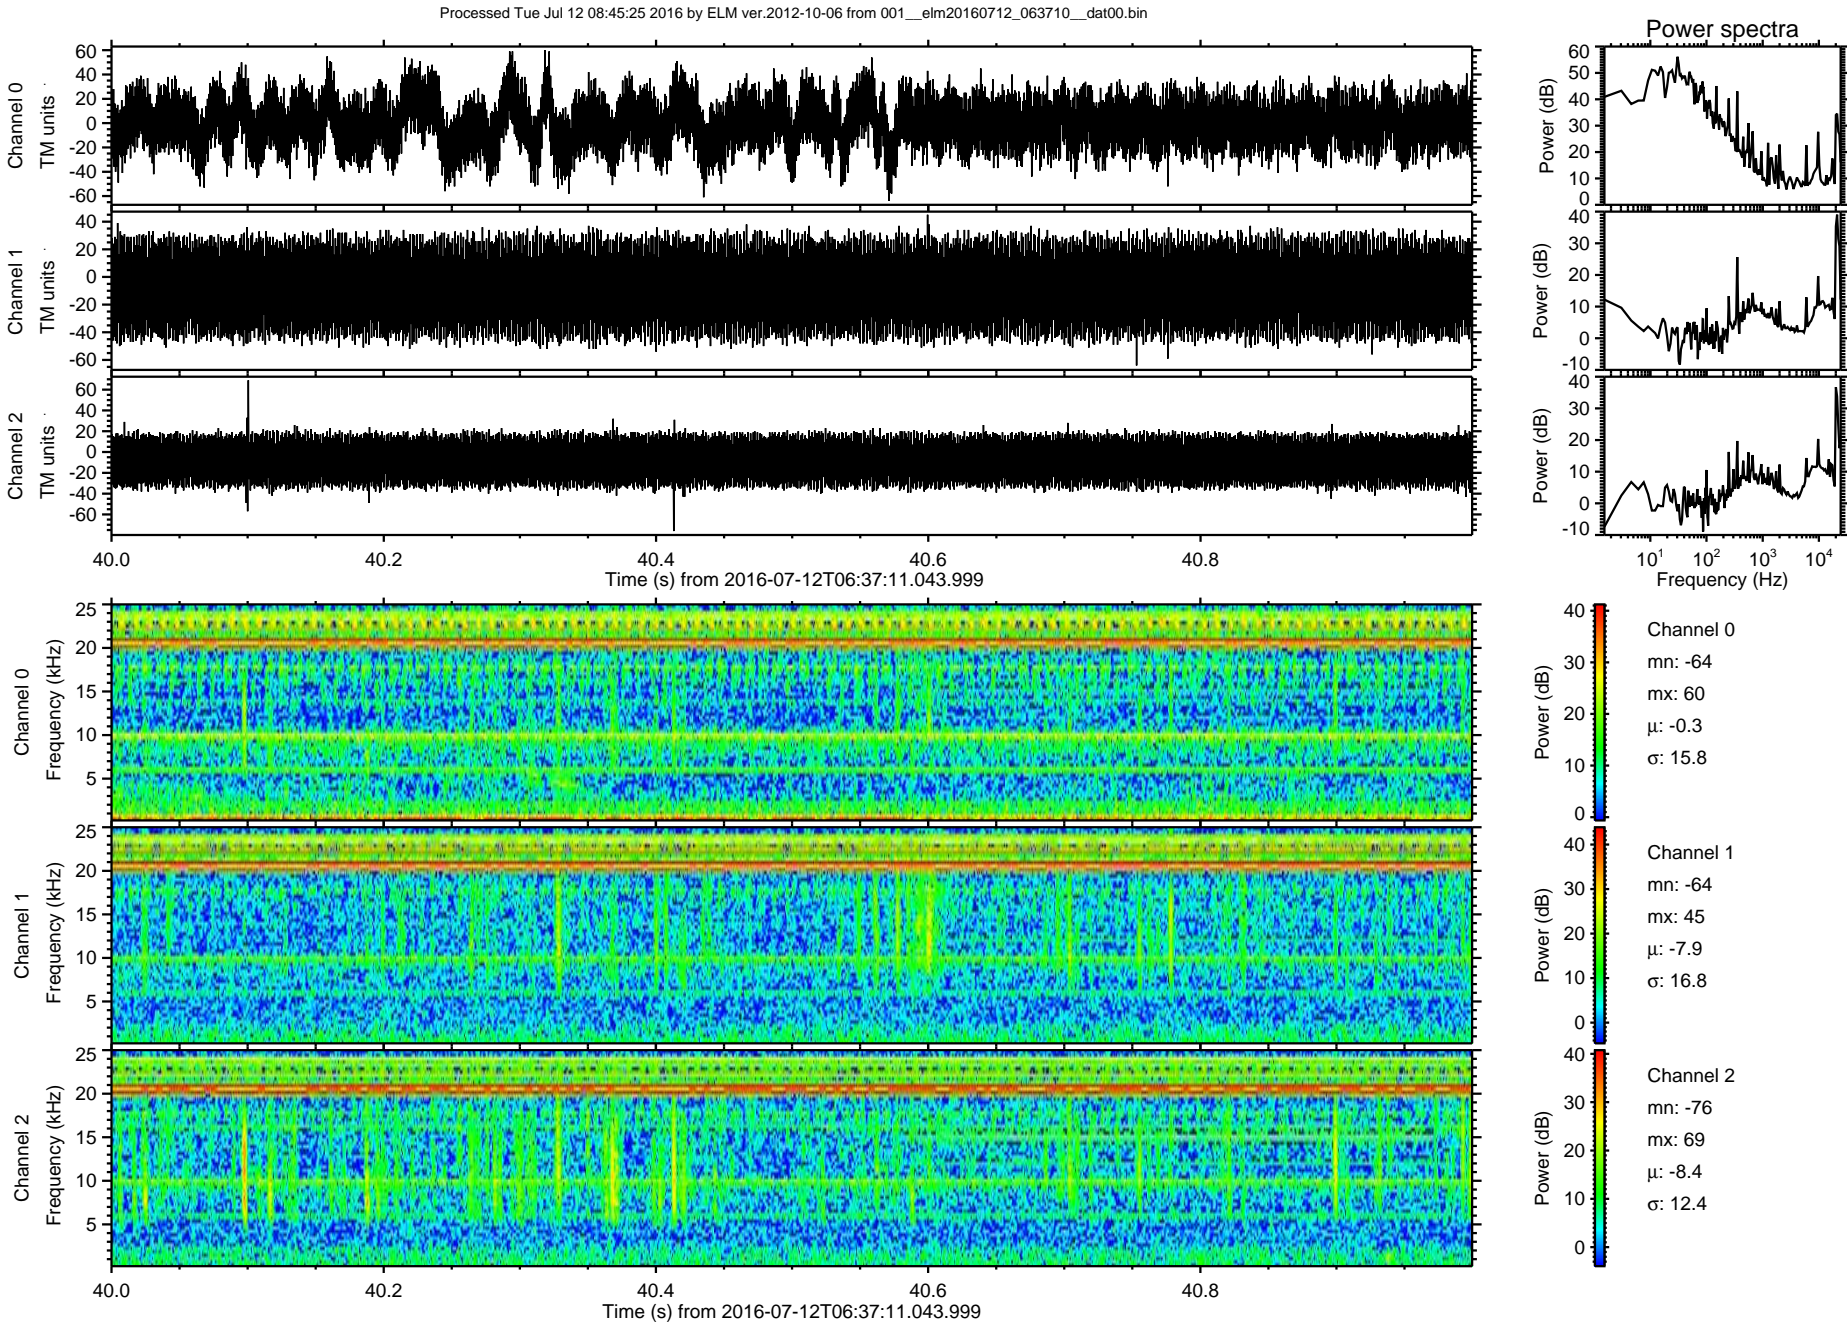 Processed Tue Jul 12 08:45:25 2016 by ELM ver.2012-10-06 from 001__elm20160712_063710__dat00.bin
Power spectra
Channel 0
TM units
60
40
20
0
-20
-40
-60
Power (dB)
60
50
40
30
20
10
0
Channel 1
TM units
40
20
0
-20
-40
-60
Power (dB)
40
30
20
10
0
-10
Channel 2
TM units
60
40
20
0
-20
-40
-60
Power (dB)
40
30
20
10
0
-10
40.0 40.2 40.4 40.6 40.8
Time (s) from 2016-07-12T06:37:11.043.999
10¹ 10² 10³ 10⁴
Frequency (Hz)
Channel 0
Frequency (kHz)
25
20
15
10
5
Power (dB)
40
30
20
10
0
Channel 0
mn: -64
mx: 60
μ: -0.3
σ: 15.8
Channel 1
Frequency (kHz)
25
20
15
10
5
Power (dB)
40
30
20
10
0
Channel 1
mn: -64
mx: 45
μ: -7.9
σ: 16.8
Channel 2
Frequency (kHz)
25
20
15
10
5
Power (dB)
40
30
20
10
0
Channel 2
mn: -76
mx: 69
μ: -8.4
σ: 12.4
40.0 40.2 40.4 40.6 40.8
Time (s) from 2016-07-12T06:37:11.043.999